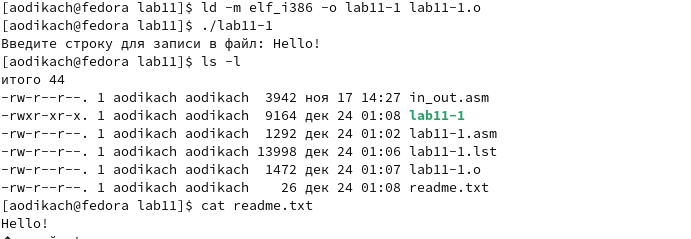 [aodikach@fedora lab11]$ ld -m elf_i386 -o lab11-1 lab11-1.o
[aodikach@fedora lab11]$ ./lab11-1
Введите строку для записи в файл: Hello!
[aodikach@fedora lab11]$ ls -l
итого 44
-rw-r--r--. 1 aodikach aodikach  3942 ноя 17 14:27 in_out.asm
-rwxr-xr-x. 1 aodikach aodikach  9164 дек 24 01:08 lab11-1
-rw-r--r--. 1 aodikach aodikach  1292 дек 24 01:02 lab11-1.asm
-rw-r--r--. 1 aodikach aodikach 13998 дек 24 01:06 lab11-1.lst
-rw-r--r--. 1 aodikach aodikach  1472 дек 24 01:07 lab11-1.o
-rw-r--r--. 1 aodikach aodikach    26 дек 24 01:08 readme.txt
[aodikach@fedora lab11]$ cat readme.txt
Hello!